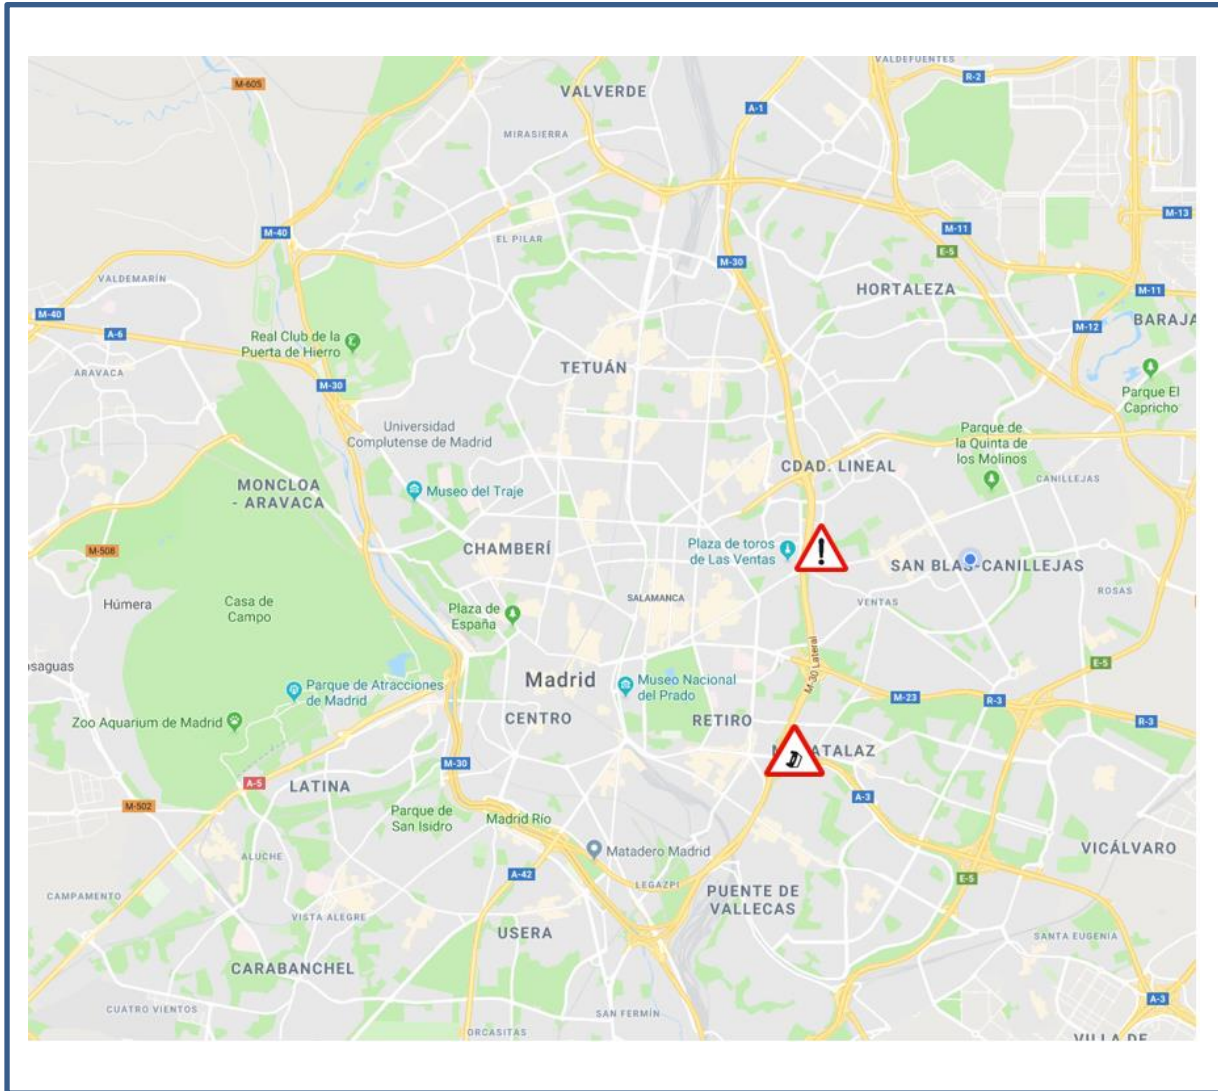 VALDEFUENTES
M-605
R-2
VALVERDE
A-1
MIRASIERRA
M-13
M-40
M-11
EL PILAR
E-5
M-30
VALDEMARÍN
HORTALEZA
M-11
M-40
BARAJA
M-12
A-6
Real Club de la
Puerta de Hierro
TETUÁN
ARAVACA
M-30
Parque El
Capricho
Universidad
Complutense de Madrid
Parque de
la Quinta de
los Molinos
CDAD. LINEAL
CANILLEJAS
MONCLOA
- ARAVACA
Museo del Traje
M-508
CHAMBERÍ
Plaza de toros
de Las Ventas
!
SAN BLAS-CANILLEJAS
ROSAS
Húmera
Casa de
Campo
Plaza de
España
SALAMANCA
VENTAS
osaguas
M-30 Lateral
E-5
Parque de Atracciones
de Madrid
Madrid
Museo Nacional
del Prado
M-23
R-3
Zoo Aquarium de Madrid
CENTRO
RETIRO
R-3
M
ATALAZ
M-30
A-5
LATINA
A-3
M-502
Parque de
San Isidro
Madrid Río
Matadero Madrid
VICÁLVARO
ALUCHE
A-42
LEGAZPI
E-5
CAMPAMENTO
PUENTE DE
VALLECAS
VISTA ALEGRE
USERA
SANTA EUGENIA
CARABANCHEL
A-3
CUATRO VIENTOS
SAN FERMÍN
ORCASITAS
VILLA DE